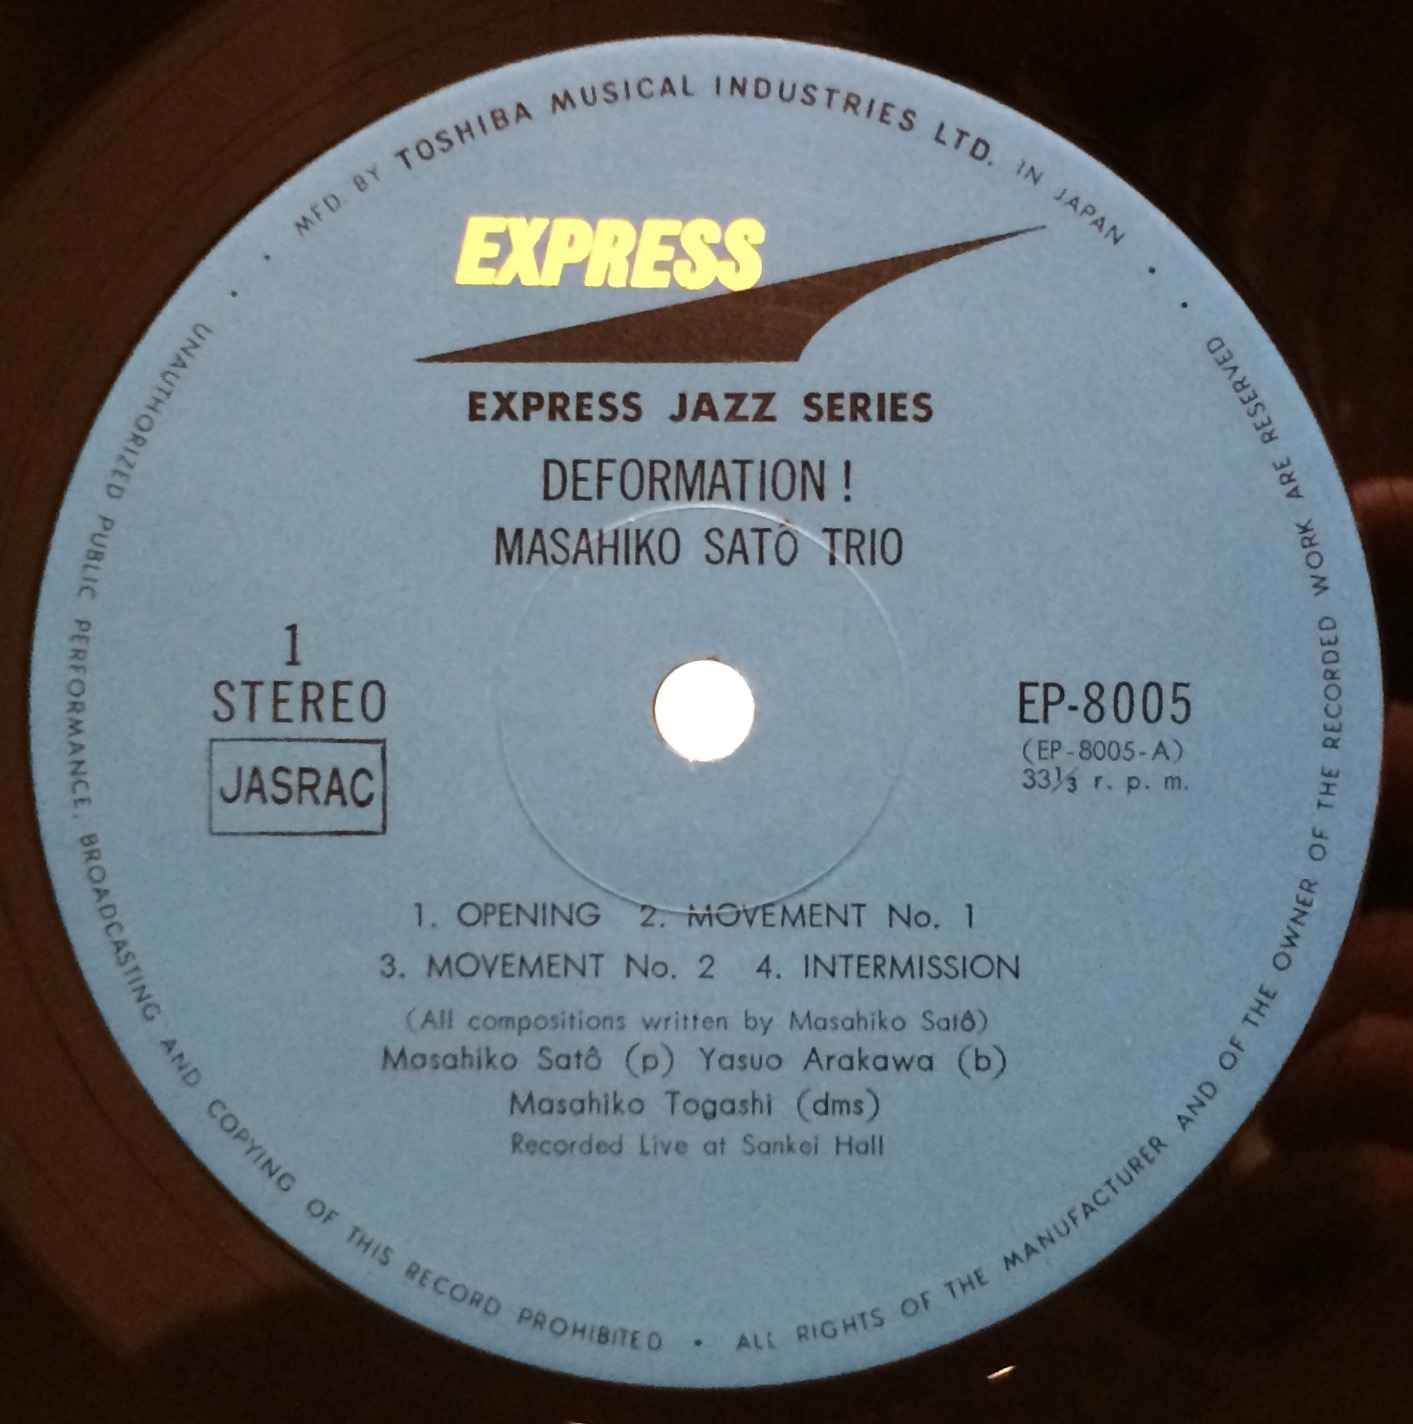 MFD. BY TOSHIBA MUSICAL INDUSTRIES LTD. IN JAPAN
EXPRESS
EXPRESS JAZZ SERIES
DEFORMATION !
MASAHIKO SATÔ TRIO
1
STEREO
JASRAC
EP-8005
(EP-8005-A)
33⅓ r. p. m.
1. OPENING 2. MOVEMENT No. 1
3. MOVEMENT No. 2 4. INTERMISSION
(All compositions written by Masahiko Satô)
Masahiko Satô (p) Yasuo Arakawa (b)
Masahiko Togashi (dms)
Recorded Live at Sankei Hall
UNAUTHORIZED PUBLIC PERFORMANCE, BROADCASTING AND COPYING OF THIS RECORD PROHIBITED • ALL RIGHTS OF THE MANUFACTURER AND OF THE OWNER OF THE RECORDED WORK ARE RESERVED